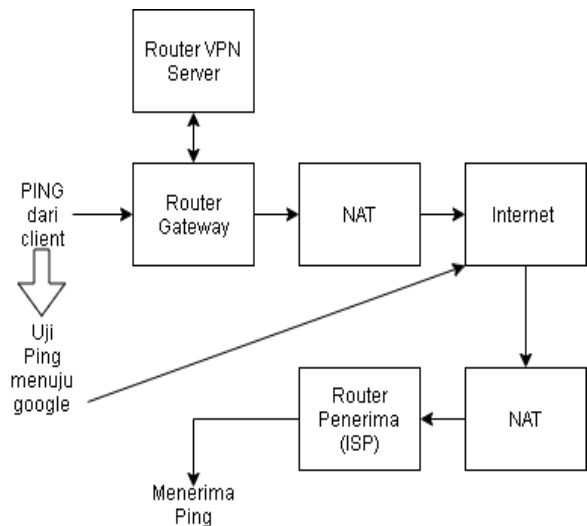 Router VPN
Server
PING
dari
client
Router
Gateway
NAT
Internet
Uji
Ping
menuju
google
Router
Penerima
(ISP)
NAT
Menerima
Ping